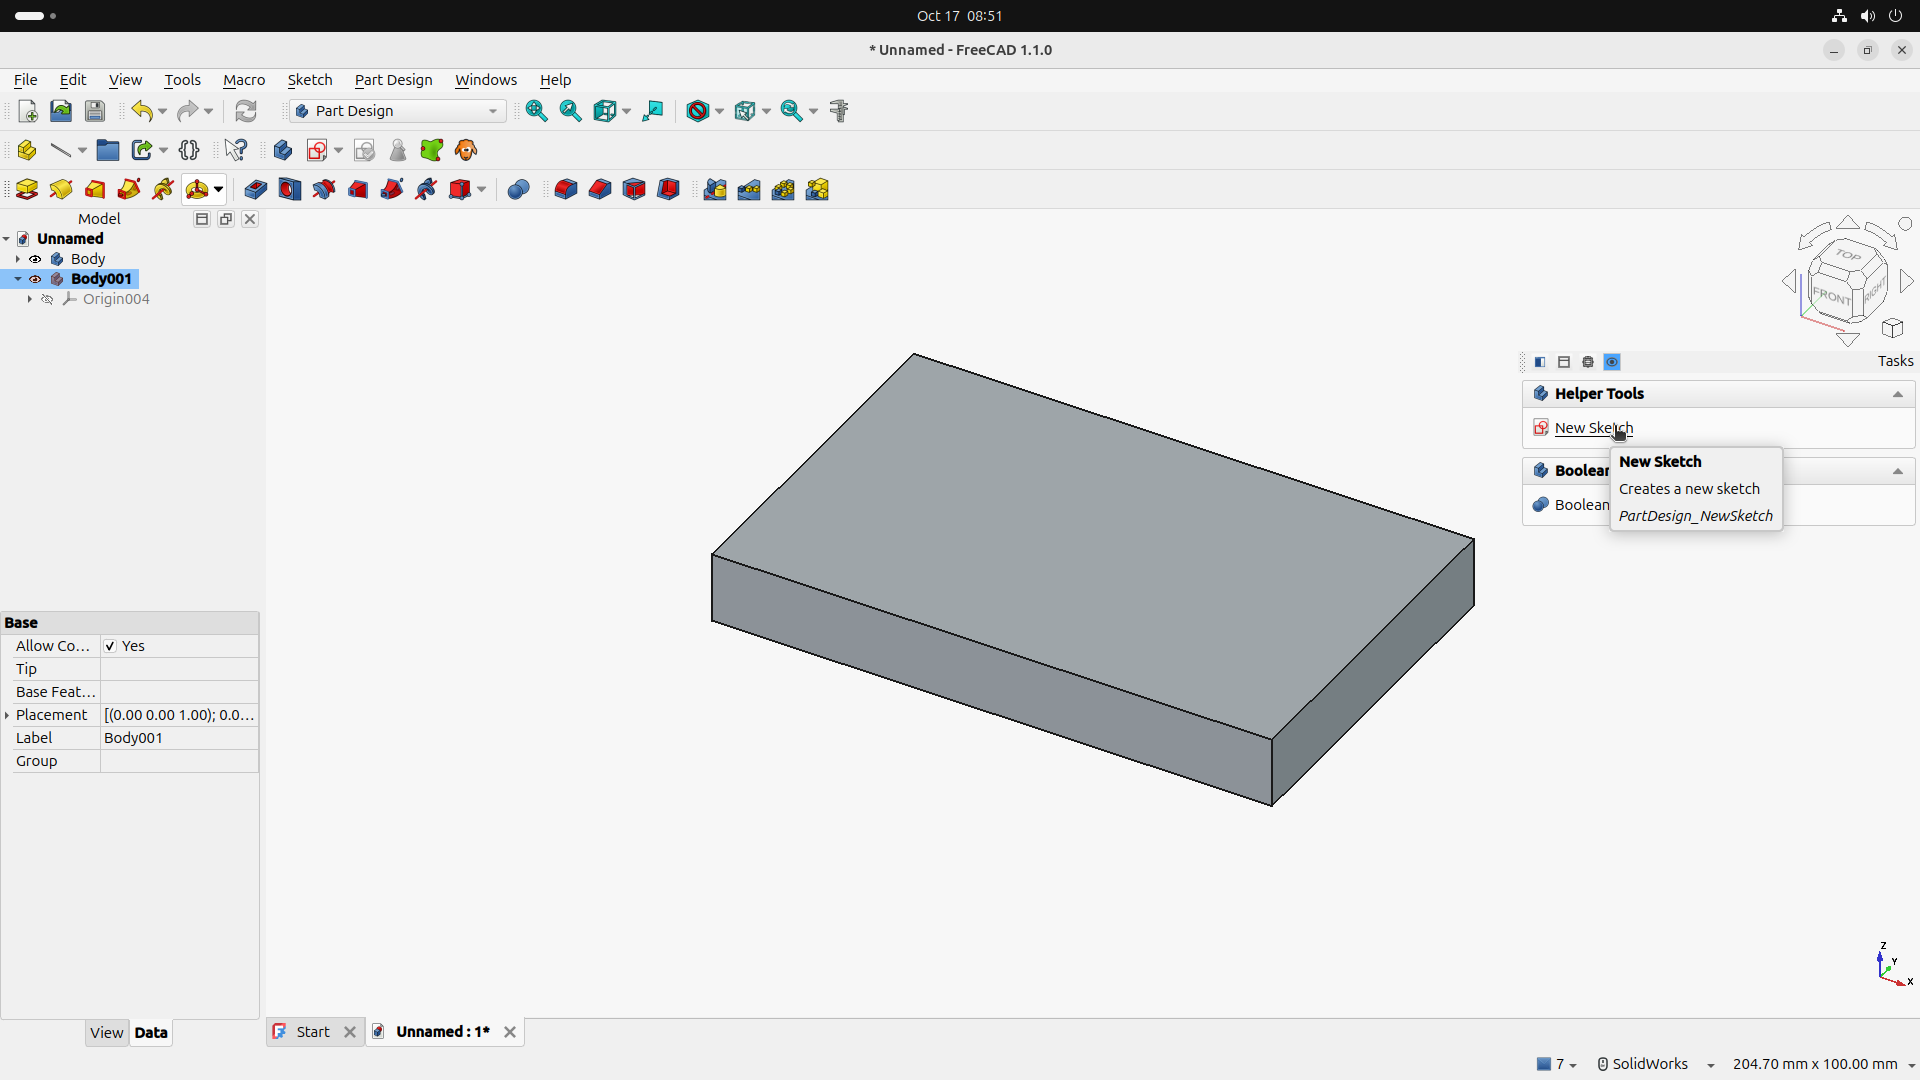 Oct 17 08:51
* Unnamed - FreeCAD 1.1.0
File Edit View Tools Macro Sketch Part Design Windows Help
Part Design
Model
Unnamed
Body
Body001
Origin004
TOP
FRONT
RIGHT
Tasks
Helper Tools
New Sketch
New Sketch
Creates a new sketch
PartDesign_NewSketch
Boolean
Boolean
Base
Allow Co... Yes
Tip
Base Feat...
Placement [(0.00 0.00 1.00); 0.0...
Label Body001
Group
Z
Y
X
View Data
Start
Unnamed : 1*
7 SolidWorks 204.70 mm x 100.00 mm